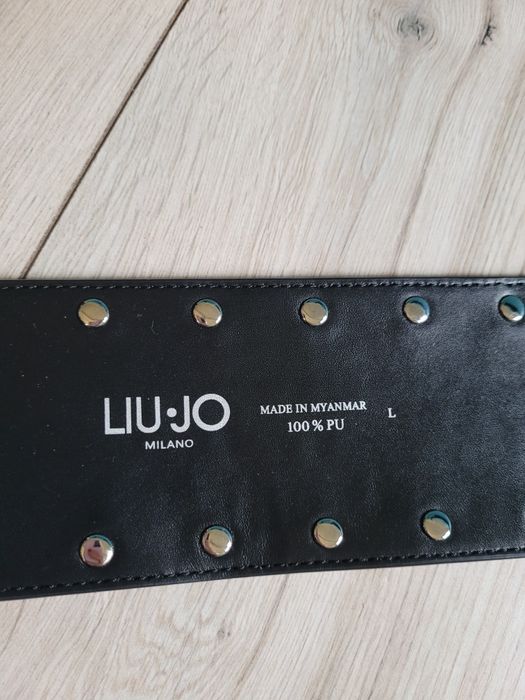 LIU·JO
MILANO
MADE IN MYANMAR
100 % PU
L